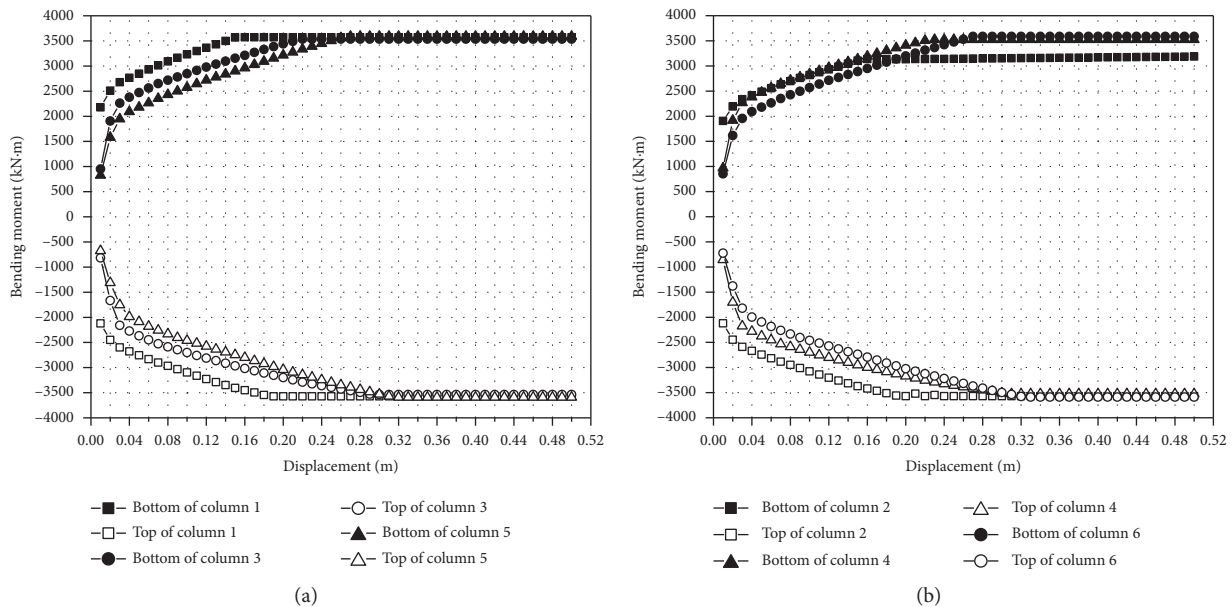 4000
3500
3000
2500
2000
1500
1000
500
0
−500
−1000
−1500
−2000
−2500
−3000
−3500
−4000
Bending moment (kN·m)
0.00 0.04 0.08 0.12 0.16 0.20 0.24 0.28 0.32 0.36 0.40 0.44 0.48 0.52
Displacement (m)
Bottom of column 1
Top of column 1
Bottom of column 3
Top of column 3
Bottom of column 5
Top of column 5
(a)
4000
3500
3000
2500
2000
1500
1000
500
0
−500
−1000
−1500
−2000
−2500
−3000
−3500
−4000
Bending moment (kN·m)
0.00 0.04 0.08 0.12 0.16 0.20 0.24 0.28 0.32 0.36 0.40 0.44 0.48 0.52
Displacement (m)
Bottom of column 2
Top of column 2
Bottom of column 4
Top of column 4
Bottom of column 6
Top of column 6
(b)